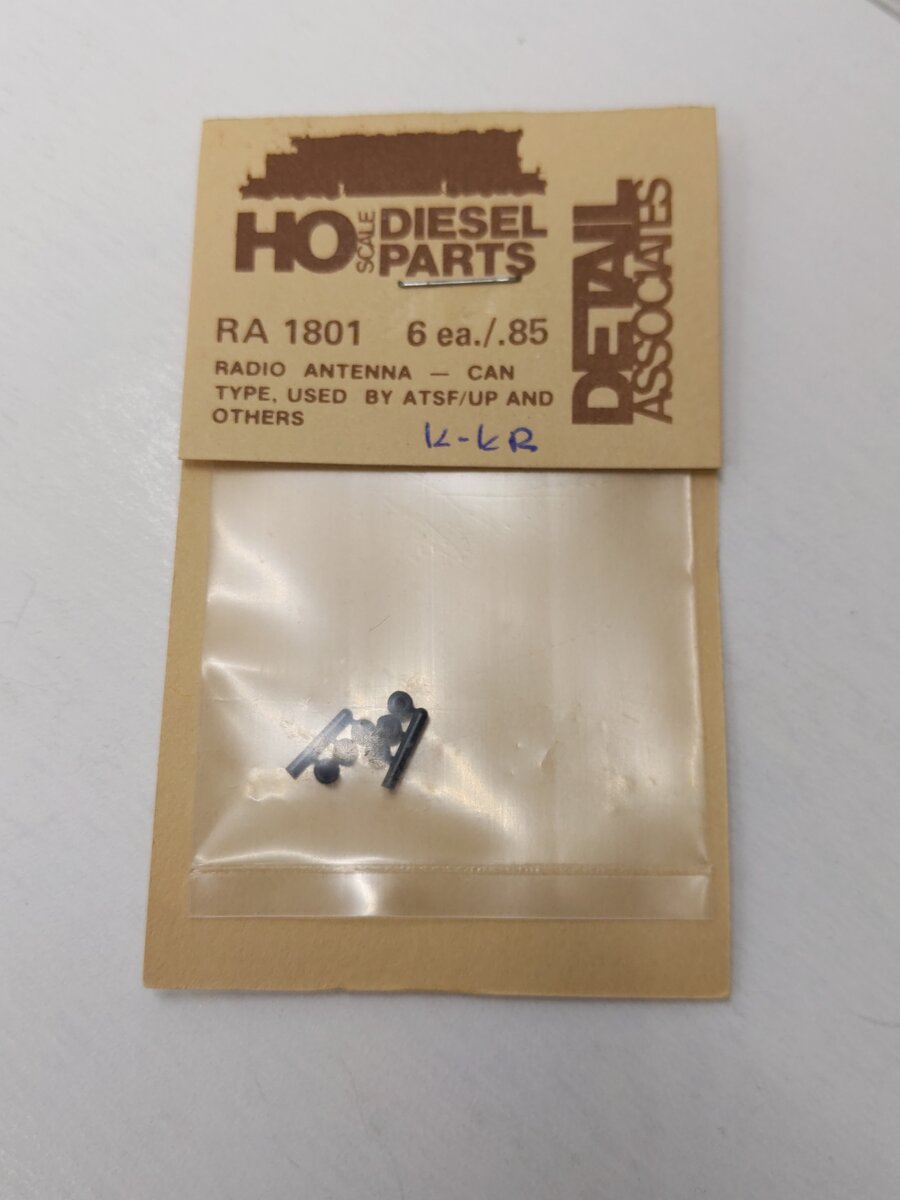 HO SCALE DIESEL
PARTS
DETAIL
ASSOCIATES
RA 1801 6 ea./.85
RADIO ANTENNA — CAN
TYPE, USED BY ATSF/UP AND
OTHERS
K-KR